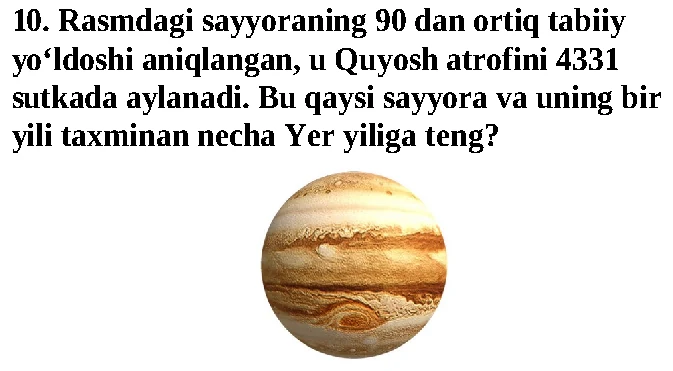 10. Rasmdagi sayyoraning 90 dan ortiq tabiiy
yo‘ldoshi aniqlangan, u Quyosh atrofini 4331
sutkada aylanadi. Bu qaysi sayyora va uning bir
yili taxminan necha Yer yiliga teng?